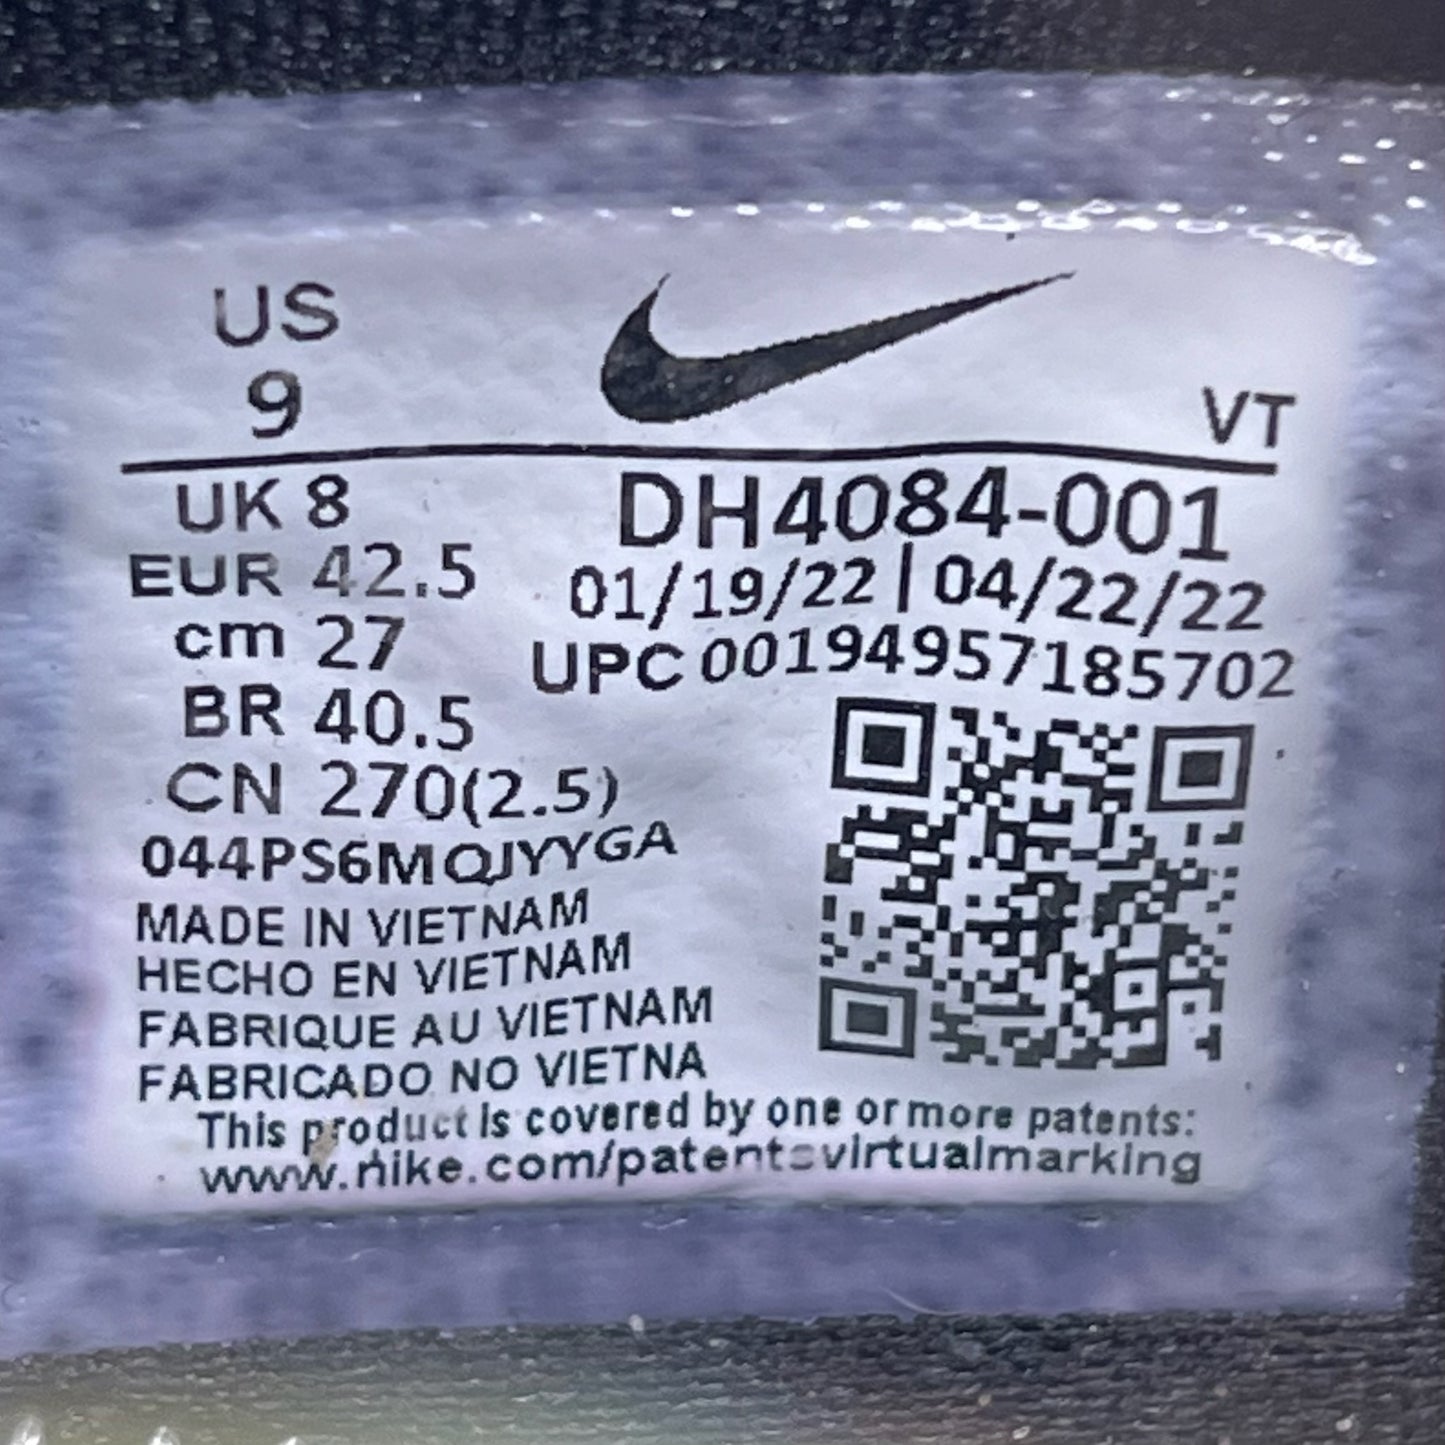 US
9
VT
UK 8
EUR 42.5
cm 27
BR 40.5
CN 270(2.5)
DH4084-001
01/19/22 | 04/22/22
UPC 00194957185702
044PS6MQJYYGA
MADE IN VIETNAM
HECHO EN VIETNAM
FABRIQUE AU VIETNAM
FABRICADO NO VIETNA
This product is covered by one or more patents:
www.nike.com/patentsvirtualmarking